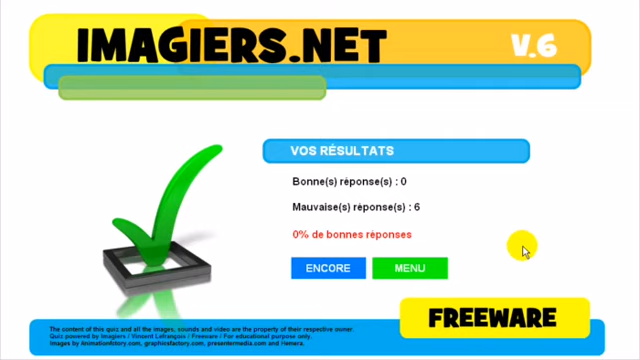 IMAGIERS.NET
V.6
VOS RÉSULTATS
Bonne(s) réponse(s) : 0
Mauvaise(s) réponse(s) : 6
0% de bonnes réponses
ENCORE
MENU
FREEWARE
The content of this quiz and all the images, sounds and video are the property of their respective owner.
Quiz powered by Imagiers / Vincent Lefrançois / Freeware / For educational purpose only.
Images by Animationfctory.com, graphicsfactory.com, presentermedia.com and Hemera.